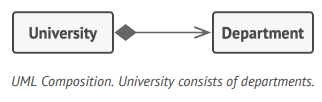 University
Department
UML Composition. University consists of departments.